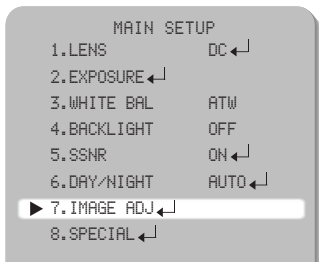 MAIN SETUP
1.LENS DC↲
2.EXPOSURE↲
3.WHITE BAL ATW
4.BACKLIGHT OFF
5.SSNR ON↲
6.DAY/NIGHT AUTO↲
▶ 7.IMAGE ADJ↲
8.SPECIAL↲